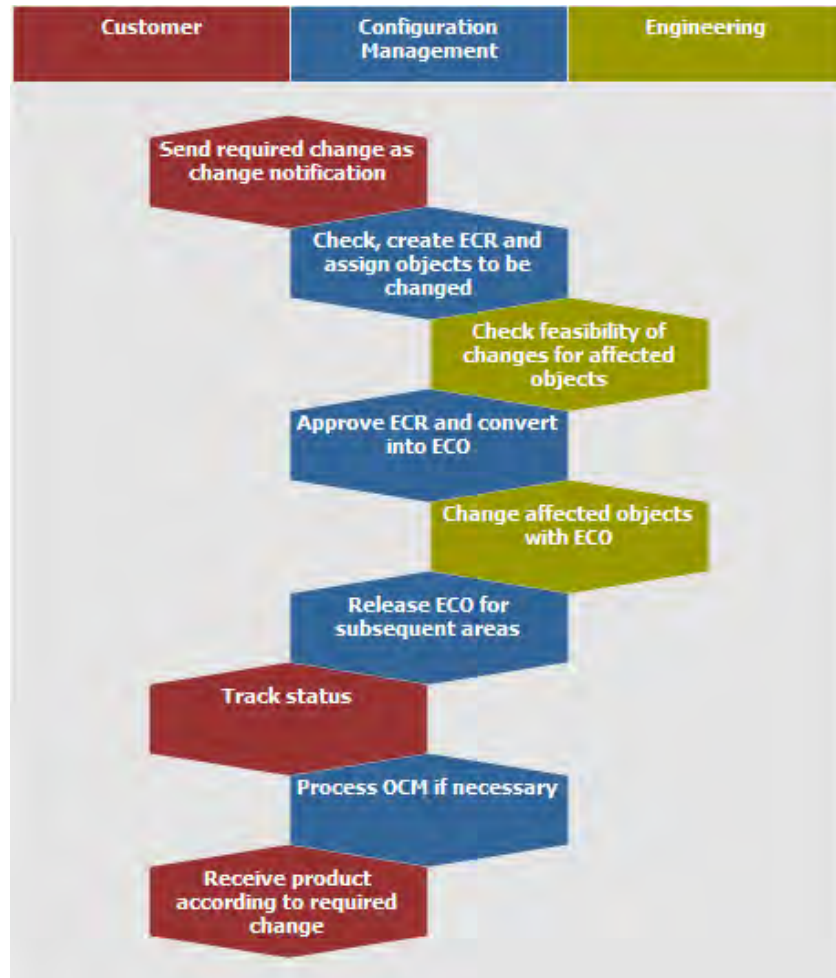 Customer
Configuration
Management
Engineering
Send required change as
change notification
Check, create ECR and
assign objects to be
changed
Check feasibility of
changes for affected
objects
Approve ECR and convert
into ECO
Change affected objects
with ECO
Release ECO for
subsequent areas
Track status
Process OCM if necessary
Receive product
according to required
change